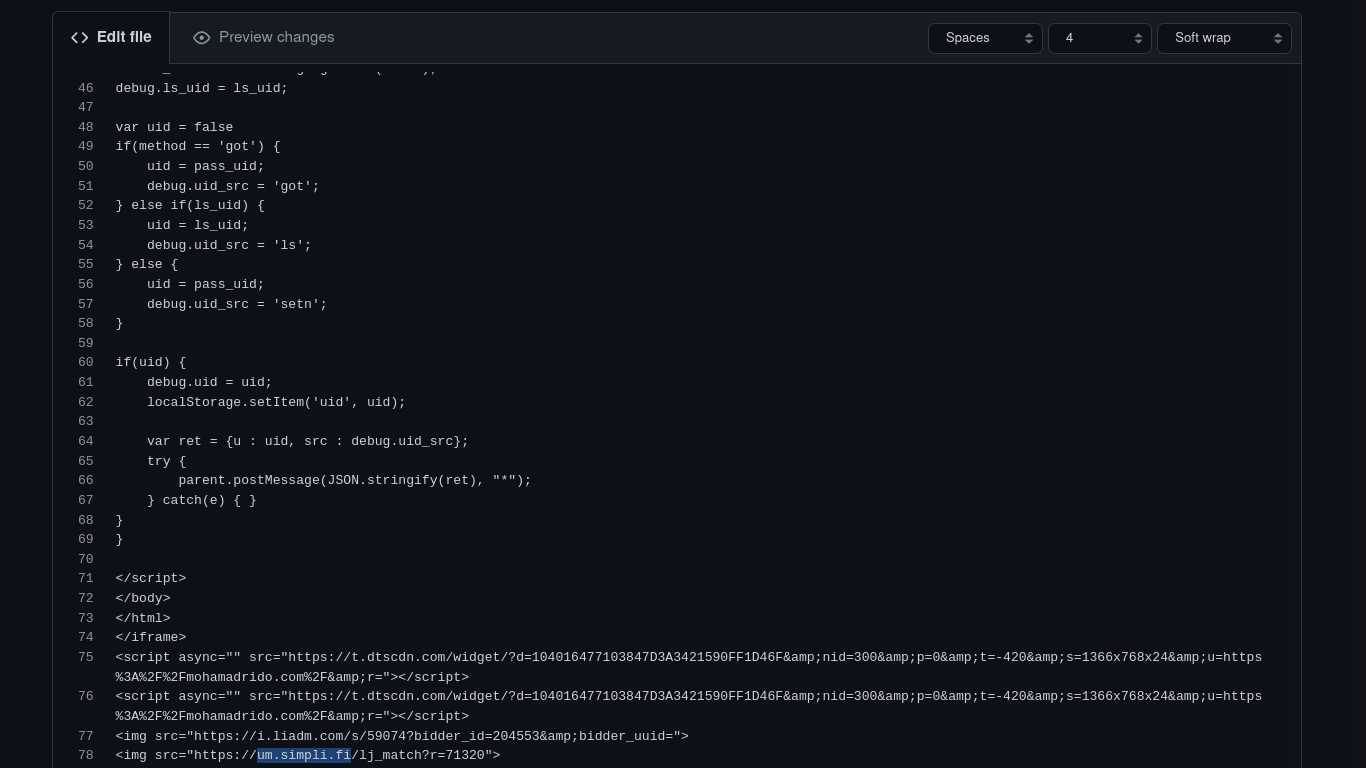 Edit file
Preview changes
Spaces
4
Soft wrap
46 debug.ls_uid = ls_uid;
47
48 var uid = false
49 if(method == 'got') {
50     uid = pass_uid;
51     debug.uid_src = 'got';
52 } else if(ls_uid) {
53     uid = ls_uid;
54     debug.uid_src = 'ls';
55 } else {
56     uid = pass_uid;
57     debug.uid_src = 'setn';
58 }
59
60 if(uid) {
61     debug.uid = uid;
62     localStorage.setItem('uid', uid);
63
64     var ret = {u : uid, src : debug.uid_src};
65     try {
66         parent.postMessage(JSON.stringify(ret), "*");
67     } catch(e) { }
68 }
69 }
70
71 </script>
72 </body>
73 </html>
74 </iframe>
75 <script async="" src="https://t.dtscdn.com/widget/?d=104016477103847D3A3421590FF1D46F&amp;nid=300&amp;p=0&amp;t=-420&amp;s=1366x768x24&amp;u=https
%3A%2F%2Fmohamadrido.com%2F&amp;r="></script>
76 <script async="" src="https://t.dtscdn.com/widget/?d=104016477103847D3A3421590FF1D46F&amp;nid=300&amp;p=0&amp;t=-420&amp;s=1366x768x24&amp;u=https
%3A%2F%2Fmohamadrido.com%2F&amp;r="></script>
77 <img src="https://i.liadm.com/s/59074?bidder_id=204553&amp;bidder_uuid=">
78 <img src="https://um.simpli.fi/lj_match?r=71320">